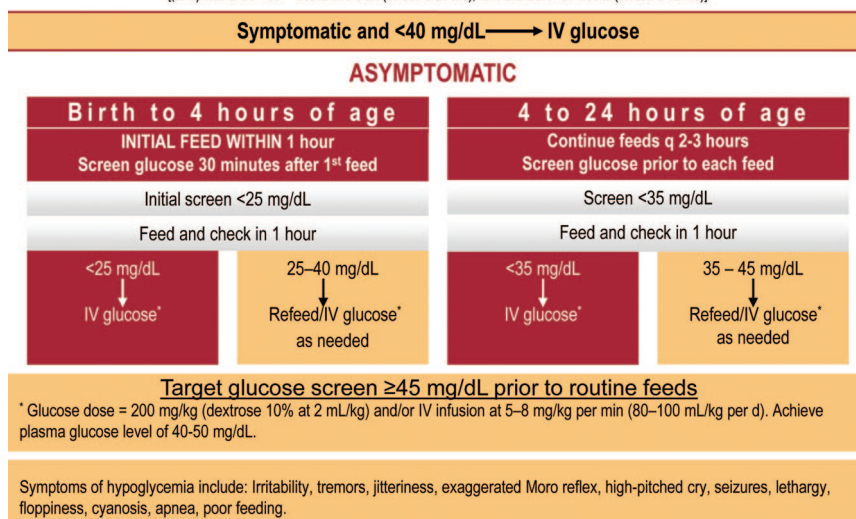 Symptomatic and <40 mg/dL → IV glucose
ASYMPTOMATIC
Birth to 4 hours of age
INITIAL FEED WITHIN 1 hour
Screen glucose 30 minutes after 1st feed
Initial screen <25 mg/dL
Feed and check in 1 hour
<25 mg/dL
↓
IV glucose*
25–40 mg/dL
↓
Refeed/IV glucose*
as needed
4 to 24 hours of age
Continue feeds q 2-3 hours
Screen glucose prior to each feed
Screen <35 mg/dL
Feed and check in 1 hour
<35 mg/dL
↓
IV glucose*
35 – 45 mg/dL
↓
Refeed/IV glucose*
as needed
Target glucose screen ≥45 mg/dL prior to routine feeds
* Glucose dose = 200 mg/kg (dextrose 10% at 2 mL/kg) and/or IV infusion at 5–8 mg/kg per min (80–100 mL/kg per d). Achieve
plasma glucose level of 40-50 mg/dL.
Symptoms of hypoglycemia include: Irritability, tremors, jitteriness, exaggerated Moro reflex, high-pitched cry, seizures, lethargy,
floppiness, cyanosis, apnea, poor feeding.